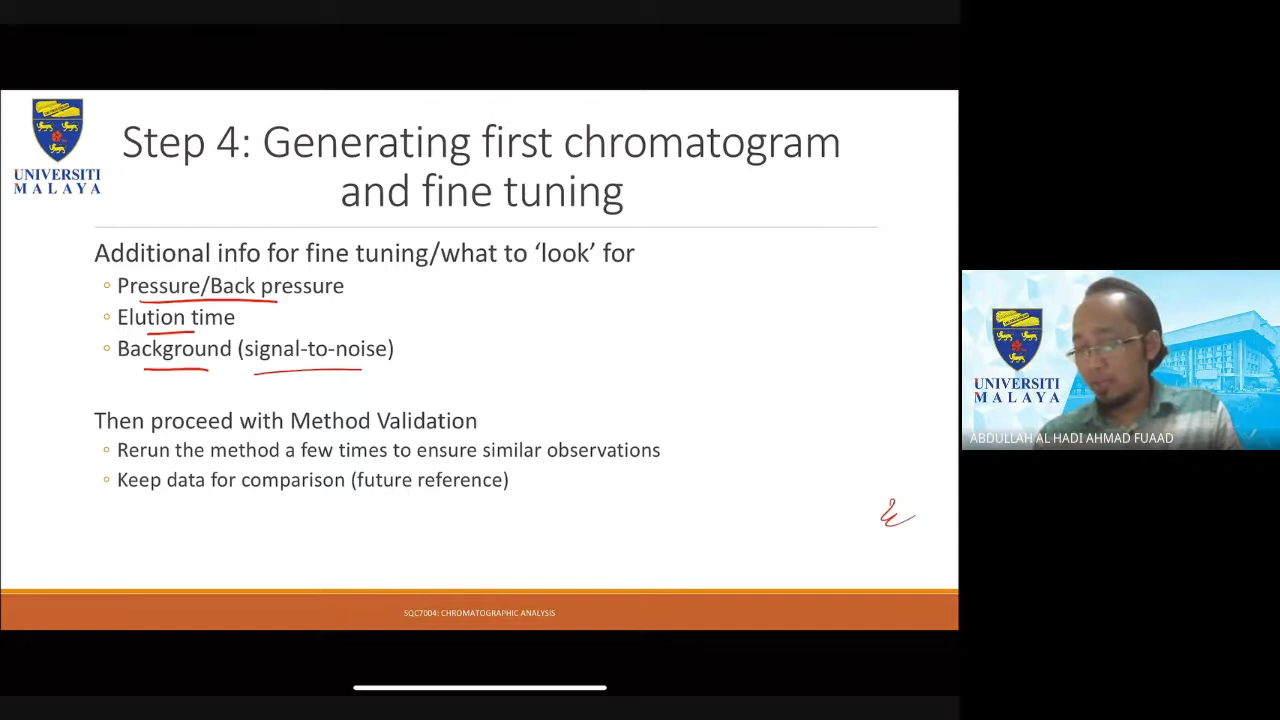 UNIVERSITI
MALAYA
Step 4: Generating first chromatogram
and fine tuning
Additional info for fine tuning/what to ‘look’ for
Pressure/Back pressure
Elution time
Background (signal-to-noise)
Then proceed with Method Validation
Rerun the method a few times to ensure similar observations
Keep data for comparison (future reference)
SQC7004: CHROMATOGRAPHIC ANALYSIS
UNIVERSITI
MALAYA
ABDULLAH AL HADI AHMAD FUAAD